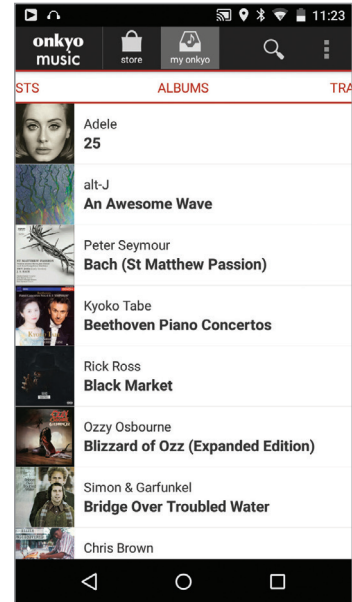 11:23
onkyo
music
store
my onkyo
STS
ALBUMS
TRA
Adele
25
alt-J
An Awesome Wave
Peter Seymour
Bach (St Matthew Passion)
Kyoko Tabe
Beethoven Piano Concertos
Rick Ross
Black Market
Ozzy Osbourne
Blizzard of Ozz (Expanded Edition)
Simon & Garfunkel
Bridge Over Troubled Water
Chris Brown